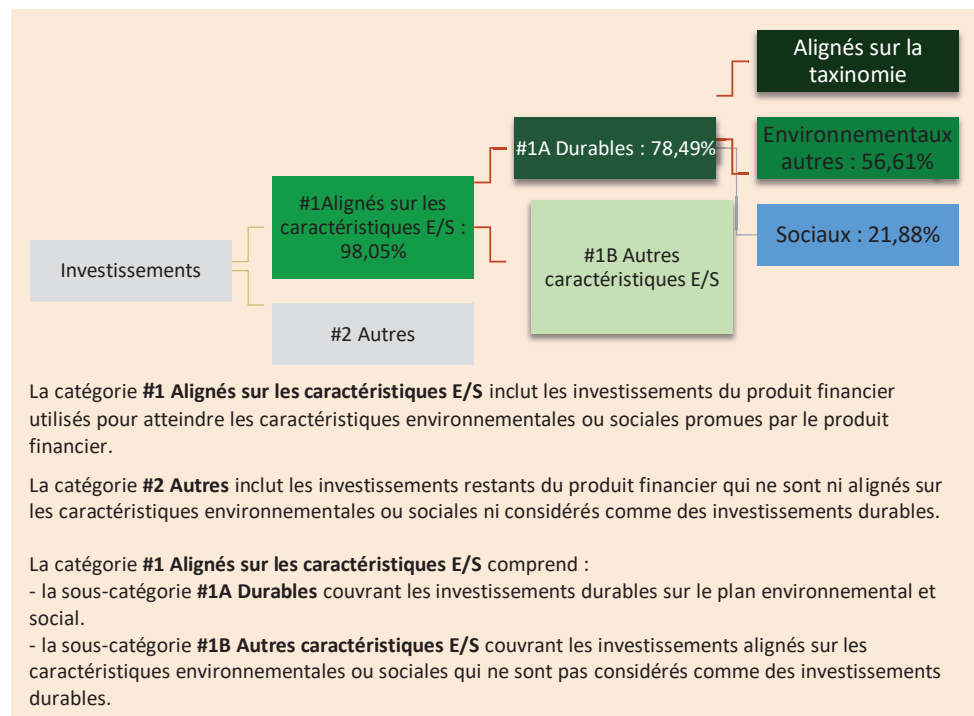 Alignés sur la
taxinomie
#1A Durables : 78,49%
Environnementaux
autres : 56,61%
#1Alignés sur les
caractéristiques E/S :
98,05%
Sociaux : 21,88%
#1B Autres
caractéristiques E/S
Investissements
#2 Autres
La catégorie #1 Alignés sur les caractéristiques E/S inclut les investissements du produit financier
utilisés pour atteindre les caractéristiques environnementales ou sociales promues par le produit
financier.
La catégorie #2 Autres inclut les investissements restants du produit financier qui ne sont ni alignés sur
les caractéristiques environnementales ou sociales ni considérés comme des investissements durables.
La catégorie #1 Alignés sur les caractéristiques E/S comprend :
- la sous-catégorie #1A Durables couvrant les investissements durables sur le plan environnemental et
social.
- la sous-catégorie #1B Autres caractéristiques E/S couvrant les investissements alignés sur les
caractéristiques environnementales ou sociales qui ne sont pas considérés comme des investissements
durables.